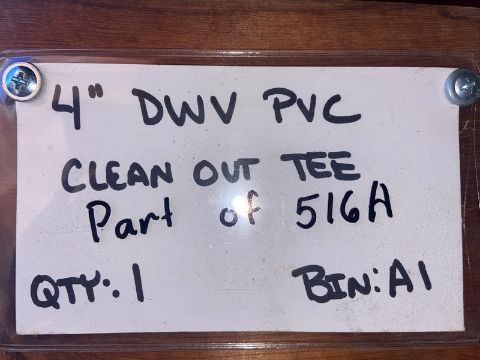 4" DWV PVC
CLEAN OUT TEE
Part of 516A
QTY: 1 BIN: A1